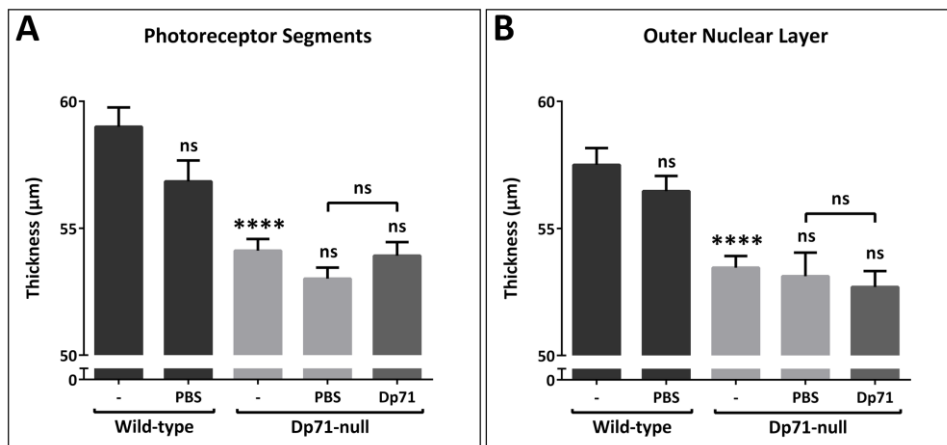 A
Photoreceptor Segments
Thickness (µm)
60
55
50
0
ns
****
ns
ns
ns
-
PBS
-
PBS
Dp71
Wild-type
Dp71-null
B
Outer Nuclear Layer
Thickness (µm)
60
55
50
0
ns
****
ns
ns
ns
-
PBS
-
PBS
Dp71
Wild-type
Dp71-null